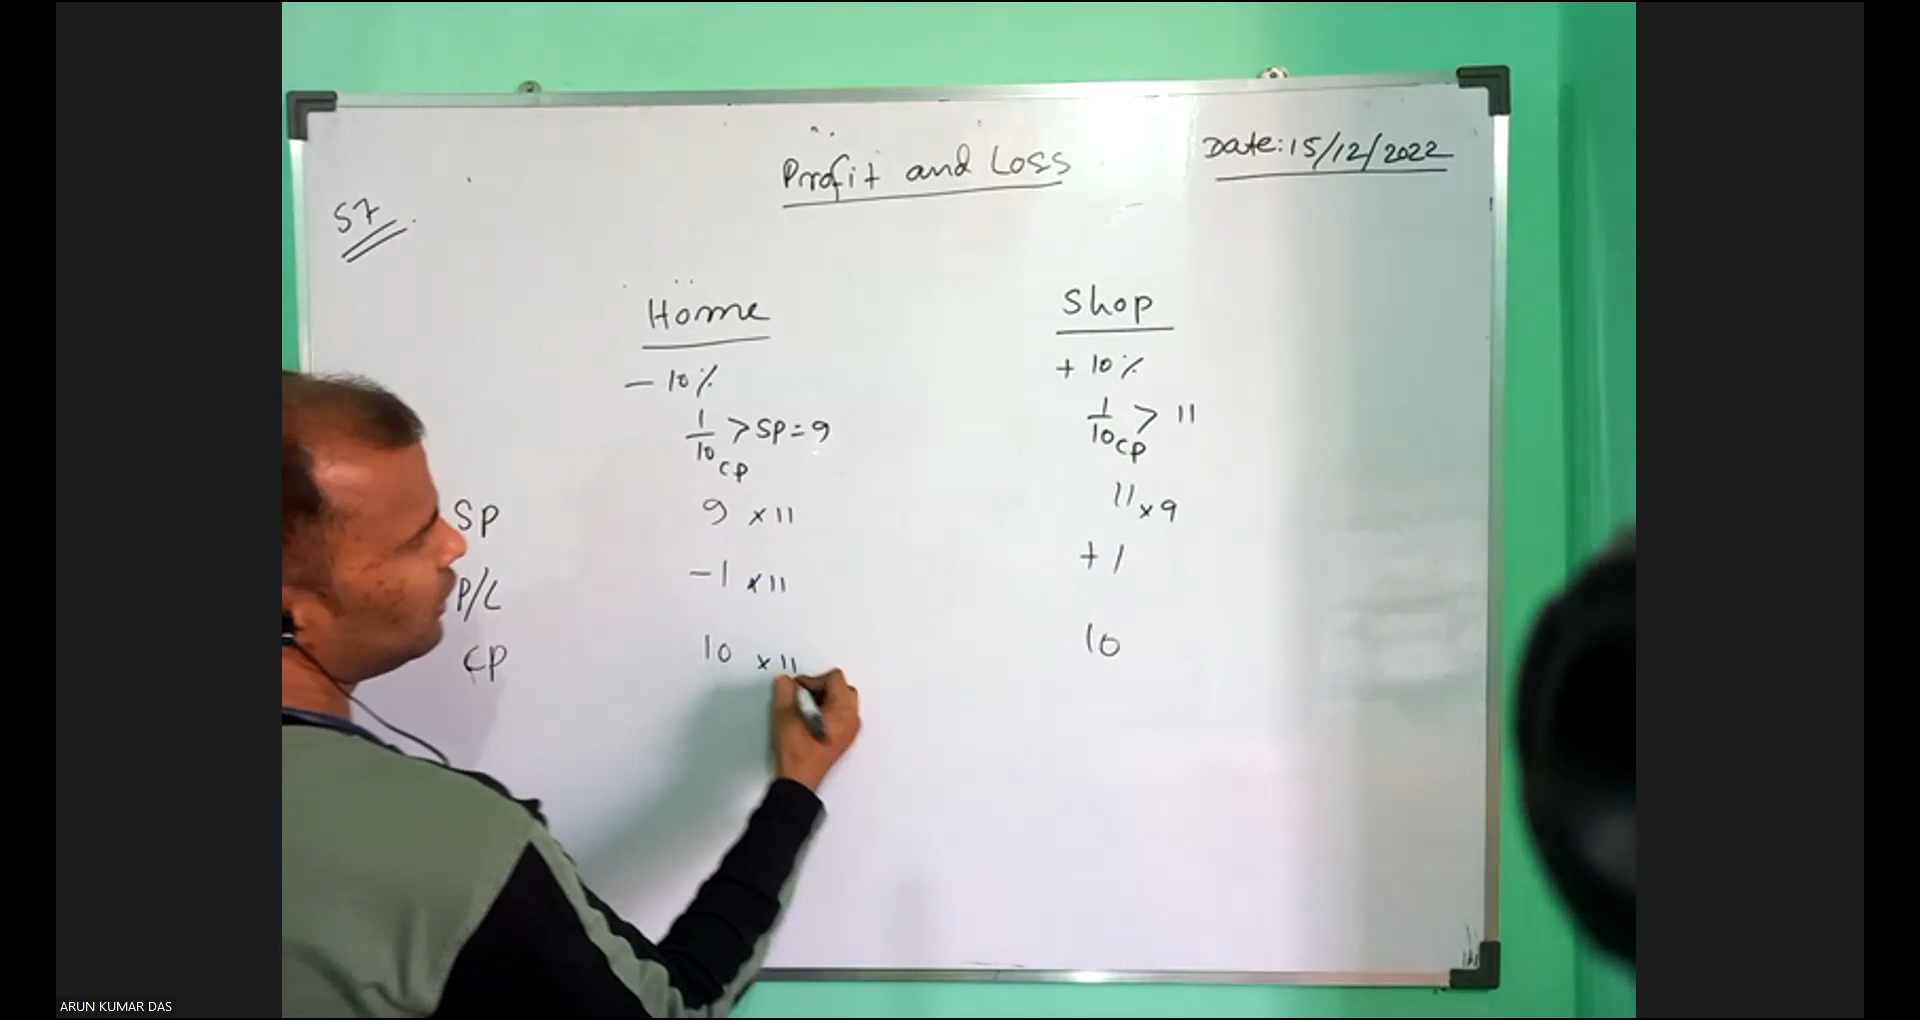 Profit and Loss
Date: 15/12/2022
57
Home
Shop
- 10%
+ 10%
1/10 > SP = 9
CP
1/10 > 11
CP
SP 9 × 11 11 × 9
P/L -1 × 11 + 1
CP 10 × 11 10
ARUN KUMAR DAS